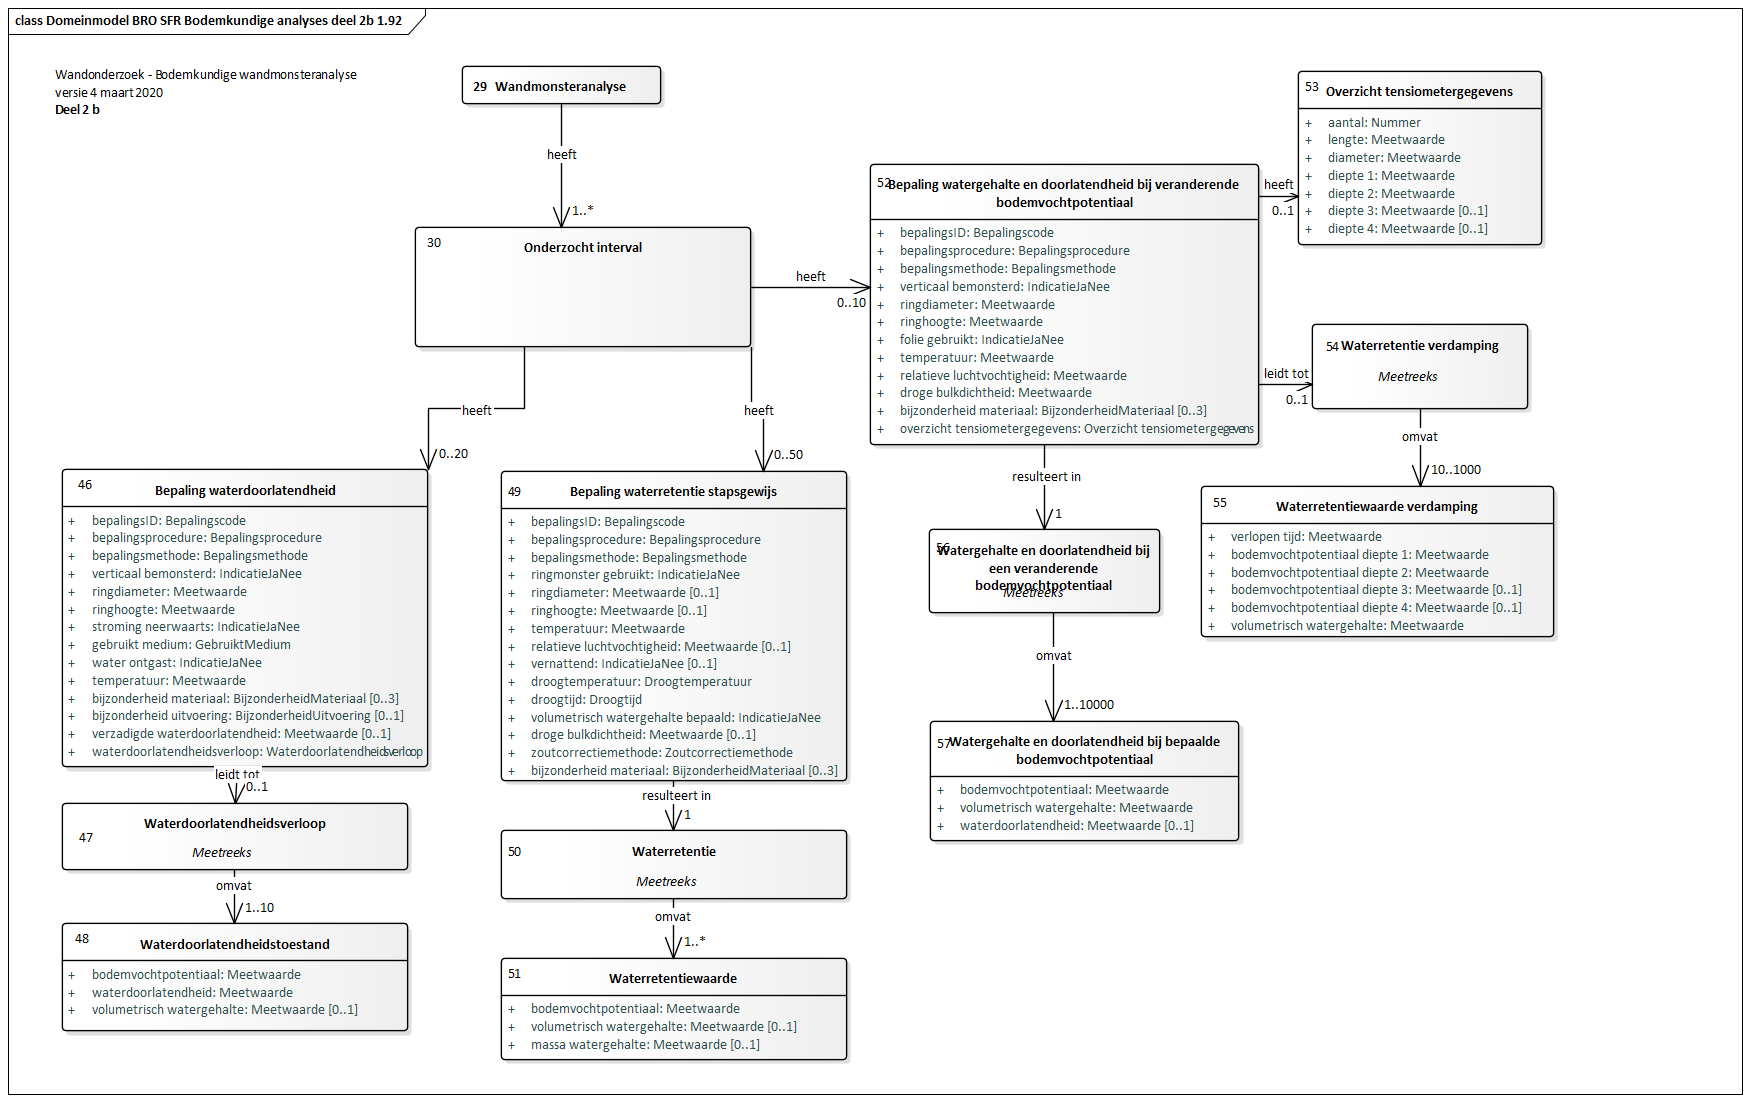 class Domeinmodel BRO SFR Bodemkundige analyses deel 2b 1.92
Wandonderzoek - Bodemkundige wandmonsteranalyse
versie 4 maart 2020
Deel 2 b
29 Wandmonsteranalyse
heeft
1..*
30
Onderzocht interval
heeft
0..10
heeft
0..20
heeft
0..50
52
Bepaling watergehalte en doorlatendheid bij veranderende
bodemvochtpotentiaal
+ bepalingsID: Bepalingscode
+ bepalingsprocedure: Bepalingsprocedure
+ bepalingsmethode: Bepalingsmethode
+ verticaal bemonsterd: IndicatieJaNee
+ ringdiameter: Meetwaarde
+ ringhoogte: Meetwaarde
+ folie gebruikt: IndicatieJaNee
+ temperatuur: Meetwaarde
+ relatieve luchtvochtigheid: Meetwaarde
+ droge bulkdichtheid: Meetwaarde
+ bijzonderheid materiaal: BijzonderheidMateriaal [0..3]
+ overzicht tensiometergegevens: Overzicht tensiometergegevens
heeft
0..1
53
Overzicht tensiometergegevens
+ aantal: Nummer
+ lengte: Meetwaarde
+ diameter: Meetwaarde
+ diepte 1: Meetwaarde
+ diepte 2: Meetwaarde
+ diepte 3: Meetwaarde [0..1]
+ diepte 4: Meetwaarde [0..1]
leidt tot
0..1
54 Waterretentie verdamping
Meetreeks
omvat
10..1000
55
Waterretentiewaarde verdamping
+ verlopen tijd: Meetwaarde
+ bodemvochtpotentiaal diepte 1: Meetwaarde
+ bodemvochtpotentiaal diepte 2: Meetwaarde
+ bodemvochtpotentiaal diepte 3: Meetwaarde [0..1]
+ bodemvochtpotentiaal diepte 4: Meetwaarde [0..1]
+ volumetrisch watergehalte: Meetwaarde
resulteert in
1
56
Watergehalte en doorlatendheid bij
een veranderende
bodemvochtpotentiaal
Meetreeks
omvat
1..10000
57
Watergehalte en doorlatendheid bij bepaalde
bodemvochtpotentiaal
+ bodemvochtpotentiaal: Meetwaarde
+ volumetrisch watergehalte: Meetwaarde
+ waterdoorlatendheid: Meetwaarde [0..1]
46
Bepaling waterdoorlatendheid
+ bepalingsID: Bepalingscode
+ bepalingsprocedure: Bepalingsprocedure
+ bepalingsmethode: Bepalingsmethode
+ verticaal bemonsterd: IndicatieJaNee
+ ringdiameter: Meetwaarde
+ ringhoogte: Meetwaarde
+ stroming neerwaarts: IndicatieJaNee
+ gebruikt medium: GebruiktMedium
+ water ontgast: IndicatieJaNee
+ temperatuur: Meetwaarde
+ bijzonderheid materiaal: BijzonderheidMateriaal [0..3]
+ bijzonderheid uitvoering: BijzonderheidUitvoering [0..1]
+ verzadigde waterdoorlatendheid: Meetwaarde [0..1]
+ waterdoorlatendheidsverloop: Waterdoorlatendheidsverloop
leidt tot
0..1
47
Waterdoorlatendheidsverloop
Meetreeks
omvat
1..10
48
Waterdoorlatendheidstoestand
+ bodemvochtpotentiaal: Meetwaarde
+ waterdoorlatendheid: Meetwaarde
+ volumetrisch watergehalte: Meetwaarde [0..1]
49
Bepaling waterretentie stapsgewijs
+ bepalingsID: Bepalingscode
+ bepalingsprocedure: Bepalingsprocedure
+ bepalingsmethode: Bepalingsmethode
+ ringmonster gebruikt: IndicatieJaNee
+ ringdiameter: Meetwaarde [0..1]
+ ringhoogte: Meetwaarde [0..1]
+ temperatuur: Meetwaarde
+ relatieve luchtvochtigheid: Meetwaarde [0..1]
+ vernattend: IndicatieJaNee [0..1]
+ droogtemperatuur: Droogtemperatuur
+ droogtijd: Droogtijd
+ volumetrisch watergehalte bepaald: IndicatieJaNee
+ droge bulkdichtheid: Meetwaarde [0..1]
+ zoutcorrectiemethode: Zoutcorrectiemethode
+ bijzonderheid materiaal: BijzonderheidMateriaal [0..3]
resulteert in
1
50
Waterretentie
Meetreeks
omvat
1..*
51
Waterretentiewaarde
+ bodemvochtpotentiaal: Meetwaarde
+ volumetrisch watergehalte: Meetwaarde [0..1]
+ massa watergehalte: Meetwaarde [0..1]